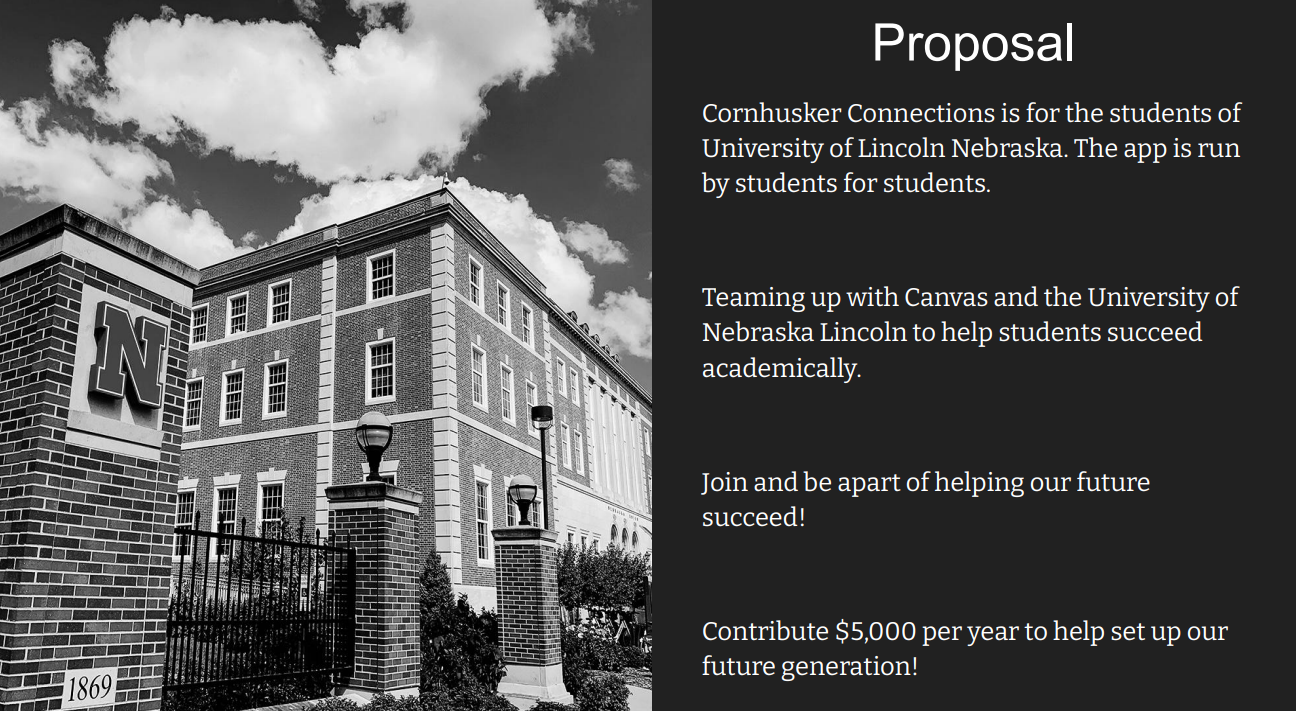 Proposal
Cornhusker Connections is for the students of
University of Lincoln Nebraska. The app is run
by students for students.
Teaming up with Canvas and the University of
Nebraska Lincoln to help students succeed
academically.
Join and be apart of helping our future
succeed!
Contribute $5,000 per year to help set up our
future generation!
N
1869